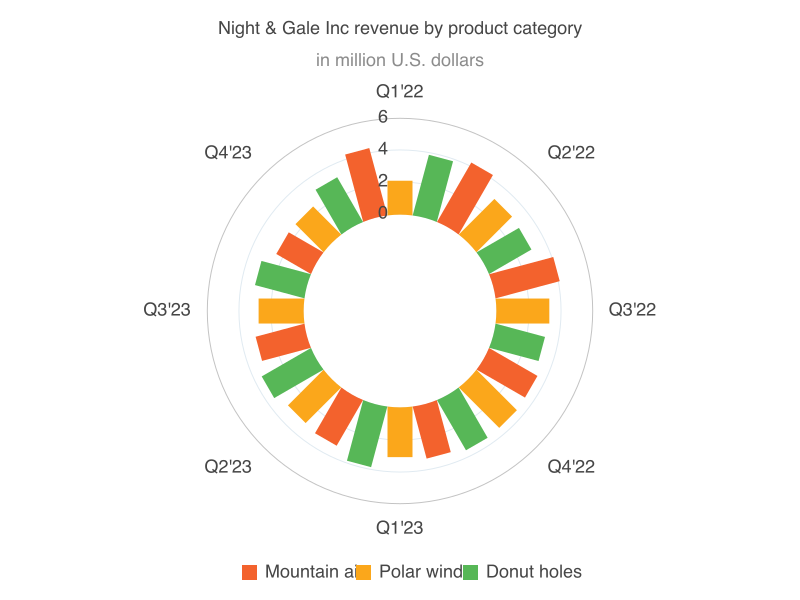 Night & Gale Inc revenue by product category
in million U.S. dollars
Q1'22
6
Q4'23
4
Q2'22
2
0
Q3'23
Q3'22
Q2'23
Q4'22
Q1'23
Mountain ai Polar wind Donut holes